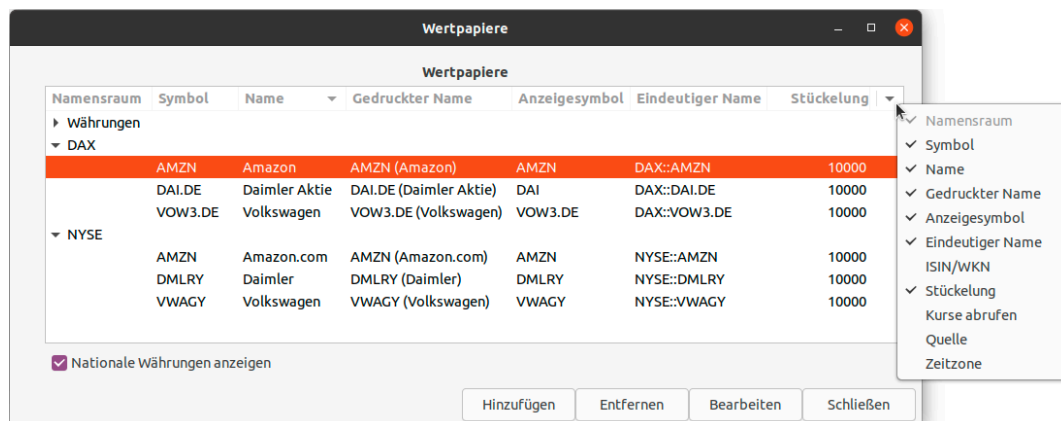 Wertpapiere
Wertpapiere
Namensraum Symbol Name Gedruckter Name Anzeigesymbol Eindeutiger Name Stückelung
Währungen
DAX
AMZN Amazon AMZN (Amazon) AMZN DAX::AMZN 10000
DAI.DE Daimler Aktie DAI.DE (Daimler Aktie) DAI DAX::DAI.DE 10000
VOW3.DE Volkswagen VOW3.DE (Volkswagen) VOW3.DE DAX::VOW3.DE 10000
NYSE
AMZN Amazon.com AMZN (Amazon.com) AMZN NYSE::AMZN 10000
DMLRY Daimler DMLRY (Daimler) DMLRY NYSE::DMLRY 10000
VWAGY Volkswagen VWAGY (Volkswagen) VWAGY NYSE::VWAGY 10000
Namensraum
Symbol
Name
Gedruckter Name
Anzeigesymbol
Eindeutiger Name
ISIN/WKN
Stückelung
Kurse abrufen
Quelle
Zeitzone
Nationale Währungen anzeigen
Hinzufügen Entfernen Bearbeiten Schließen